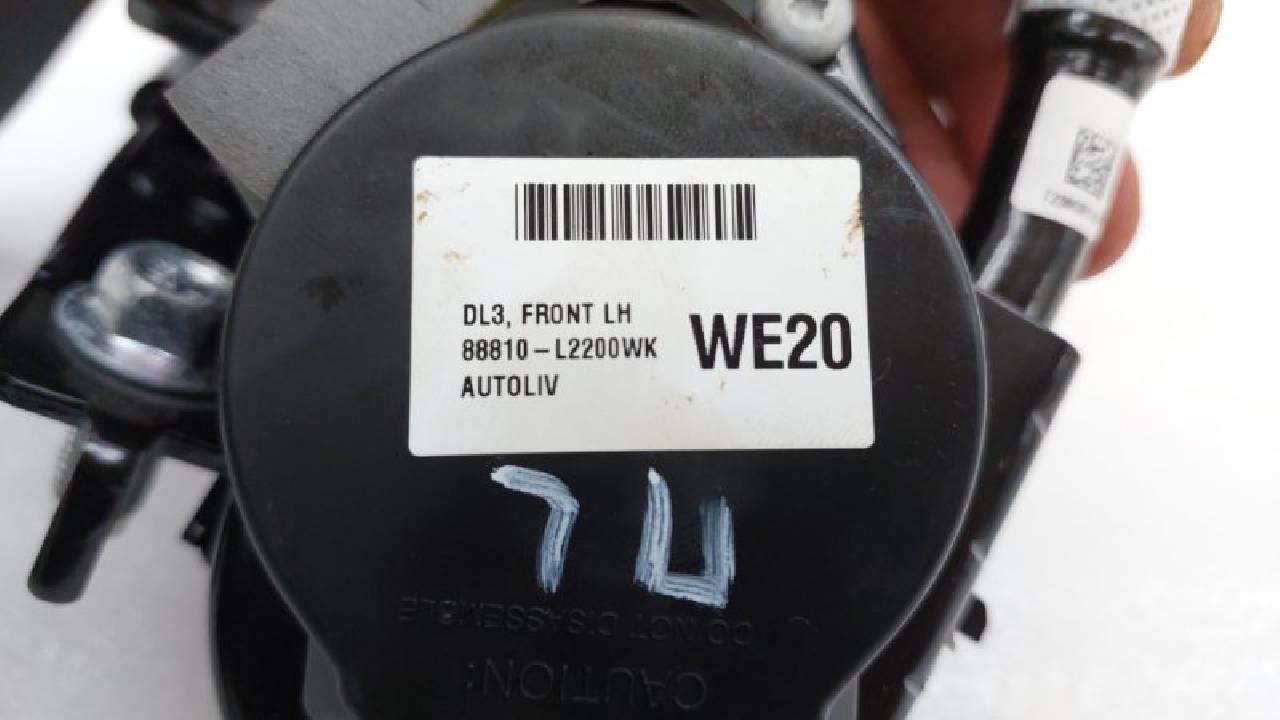 DL3, FRONT LH
88810-L2200WK
AUTOLIV
WE20
CAUTION:
DO NOT DISASSEMBLE